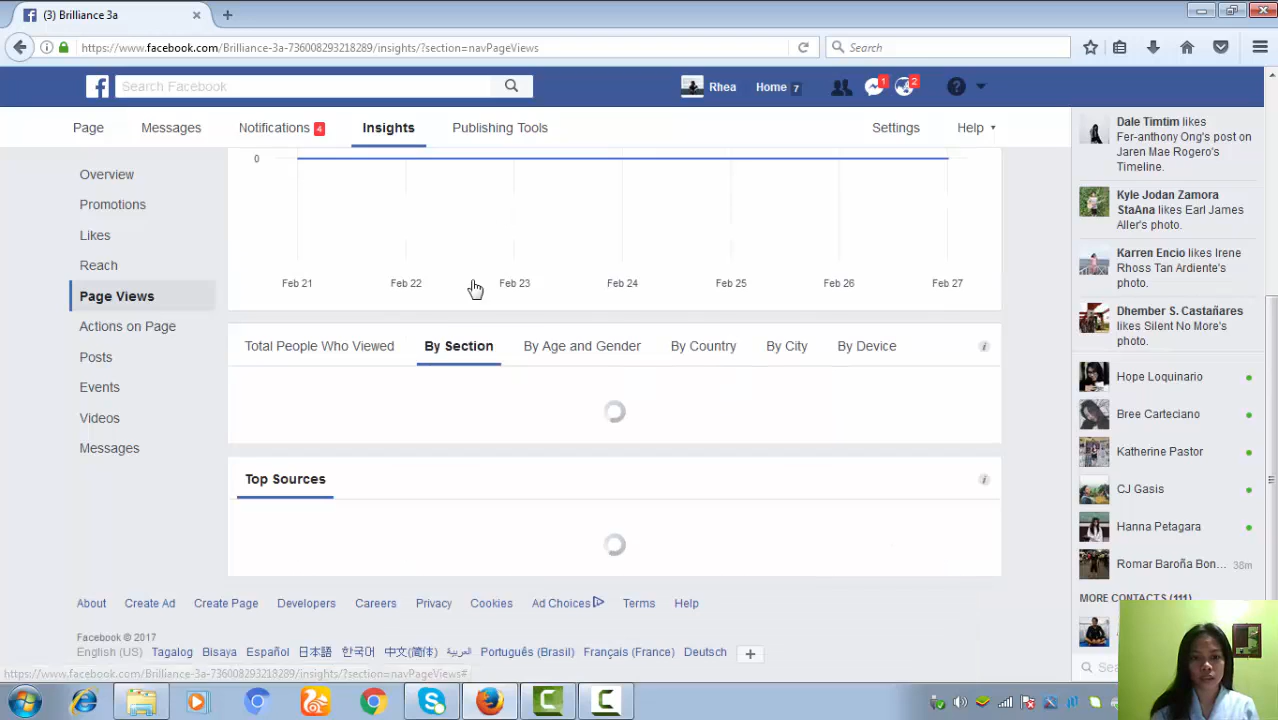 (3) Brilliance 3a
https://www.facebook.com/Brilliance-3a-736008293218289/insights/?section=navPageViews
Search
Search Facebook
Rhea
Home 7
1
2
Page
Messages
Notifications 4
Insights
Publishing Tools
Settings
Help
Overview
Promotions
Likes
Reach
Page Views
Actions on Page
Posts
Events
Videos
Messages
0
Feb 21
Feb 22
Feb 23
Feb 24
Feb 25
Feb 26
Feb 27
Total People Who Viewed
By Section
By Age and Gender
By Country
By City
By Device
Top Sources
About
Create Ad
Create Page
Developers
Careers
Privacy
Cookies
Ad Choices
Terms
Help
Facebook © 2017
English (US)
Tagalog
Bisaya
Español
日本語
한국어
中文(简体)
العربية
Português (Brasil)
Français (France)
Deutsch
https://www.facebook.com/Brilliance-3a-736008293218289/insights/?section=navPageViews#
Dale Timtim likes
Fer-anthony Ong's post on
Jaren Mae Rogero's
Timeline.
Kyle Jodan Zamora
StaAna likes Earl James
Aller's photo.
Karren Encio likes Irene
Rhoss Tan Ardiente's
photo.
Dhember S. Castañares
likes Silent No More's
photo.
Hope Loquinario
Bree Carteciano
Katherine Pastor
CJ Gasis
Hanna Petagara
Romar Baroña Bon... 38m
MORE CONTACTS (111)